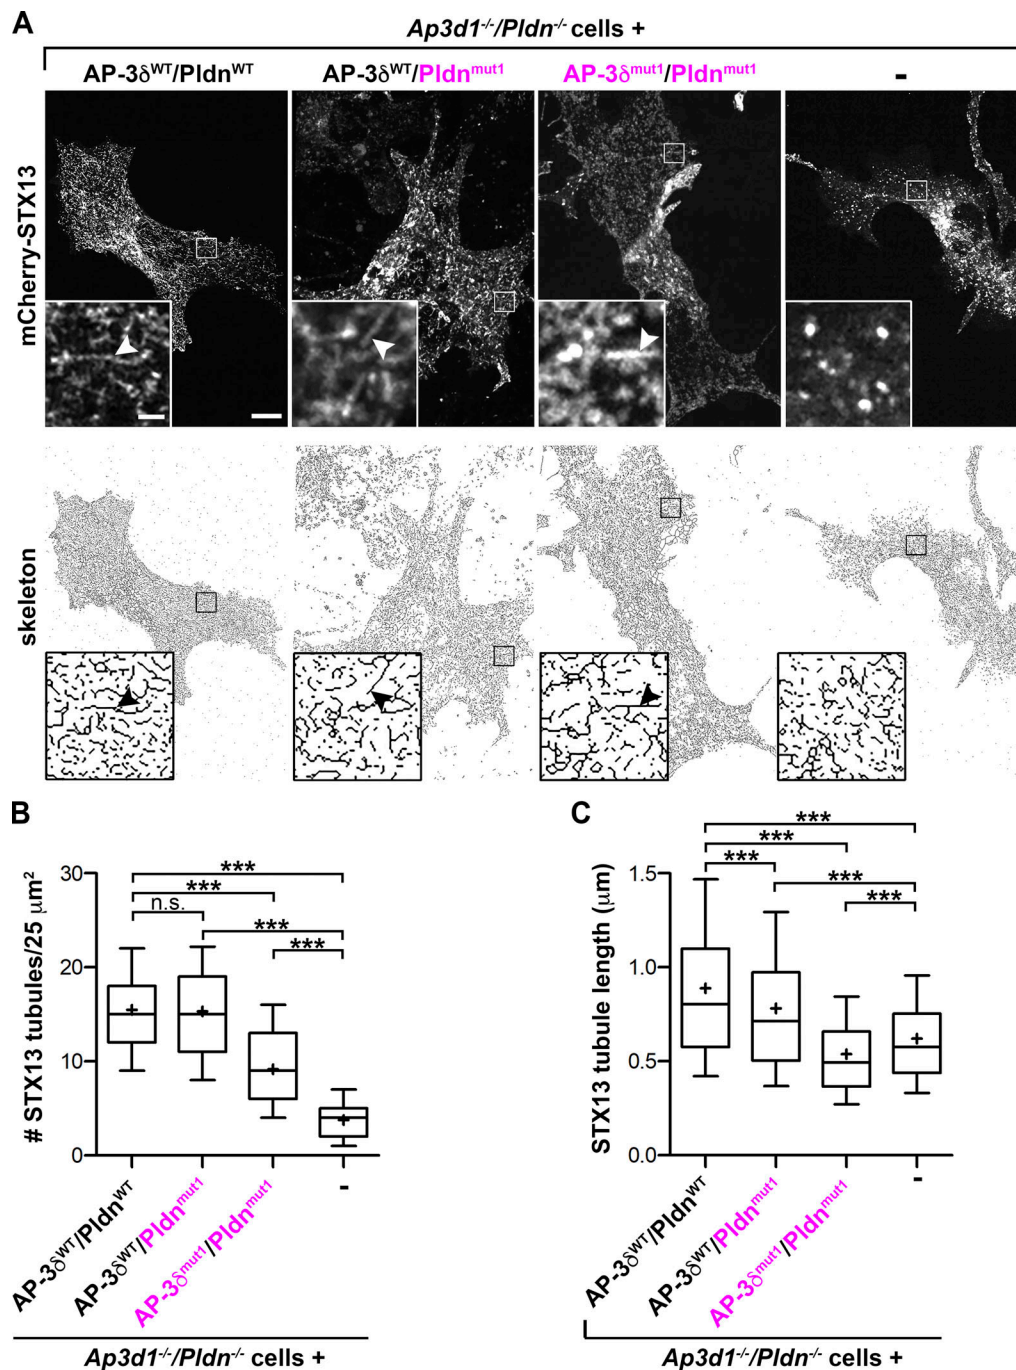 A
Ap3d1-/-/Pldn-/- cells +
AP-3δWT/PldnWT
AP-3δWT/Pldnmut1
AP-3δmut1/Pldnmut1
-
mCherry-STX13
skeleton
B
# STX13 tubules/25 μm2
30
20
10
0
***
***
n.s.
***
***
AP-3δWT/PldnWT
AP-3δWT/Pldnmut1
AP-3δmut1/Pldnmut1
-
Ap3d1-/-/Pldn-/- cells +
C
STX13 tubule length (μm)
1.5
1.0
0.5
0.0
***
***
***
***
***
AP-3δWT/PldnWT
AP-3δWT/Pldnmut1
AP-3δmut1/Pldnmut1
-
Ap3d1-/-/Pldn-/- cells +